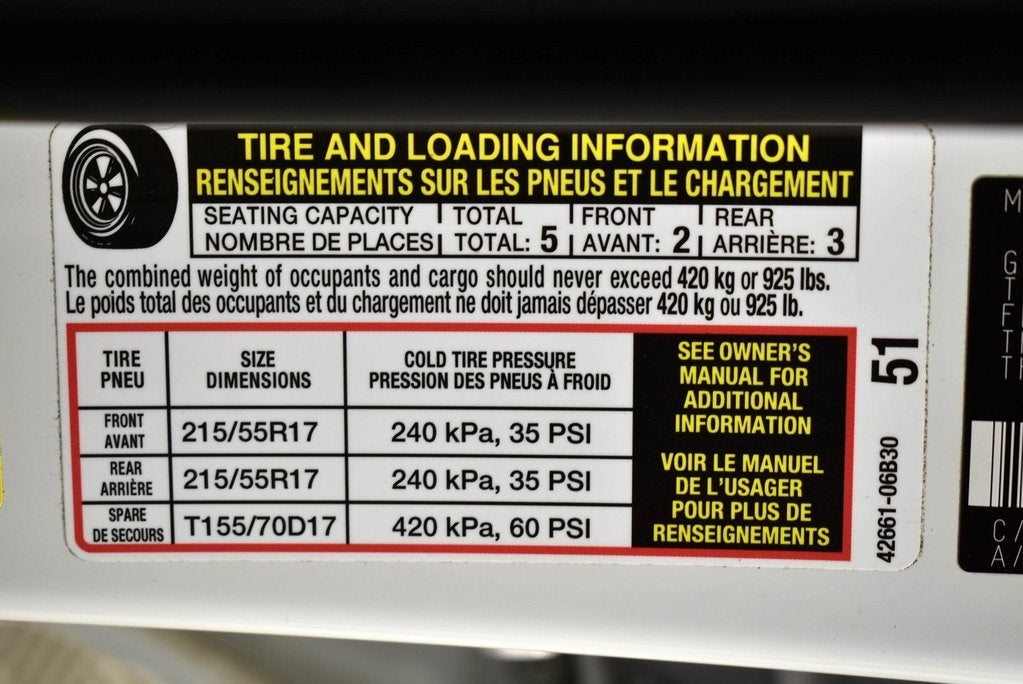 TIRE AND LOADING INFORMATION
RENSEIGNEMENTS SUR LES PNEUS ET LE CHARGEMENT
SEATING CAPACITY | TOTAL | FRONT | REAR
NOMBRE DE PLACES | TOTAL: 5 | AVANT: 2 | ARRIÈRE: 3
The combined weight of occupants and cargo should never exceed 420 kg or 925 lbs.
Le poids total des occupants et du chargement ne doit jamais dépasser 420 kg ou 925 lb.
TIRE
PNEU
SIZE
DIMENSIONS
COLD TIRE PRESSURE
PRESSION DES PNEUS À FROID
FRONT
AVANT
215/55R17
240 kPa, 35 PSI
REAR
ARRIÈRE
215/55R17
240 kPa, 35 PSI
SPARE
DE SECOURS
T155/70D17
420 kPa, 60 PSI
SEE OWNER'S
MANUAL FOR
ADDITIONAL
INFORMATION
VOIR LE MANUEL
DE L'USAGER
POUR PLUS DE
RENSEIGNEMENTS
51
42661-06B30
M
G
T
F
T
C/
A/